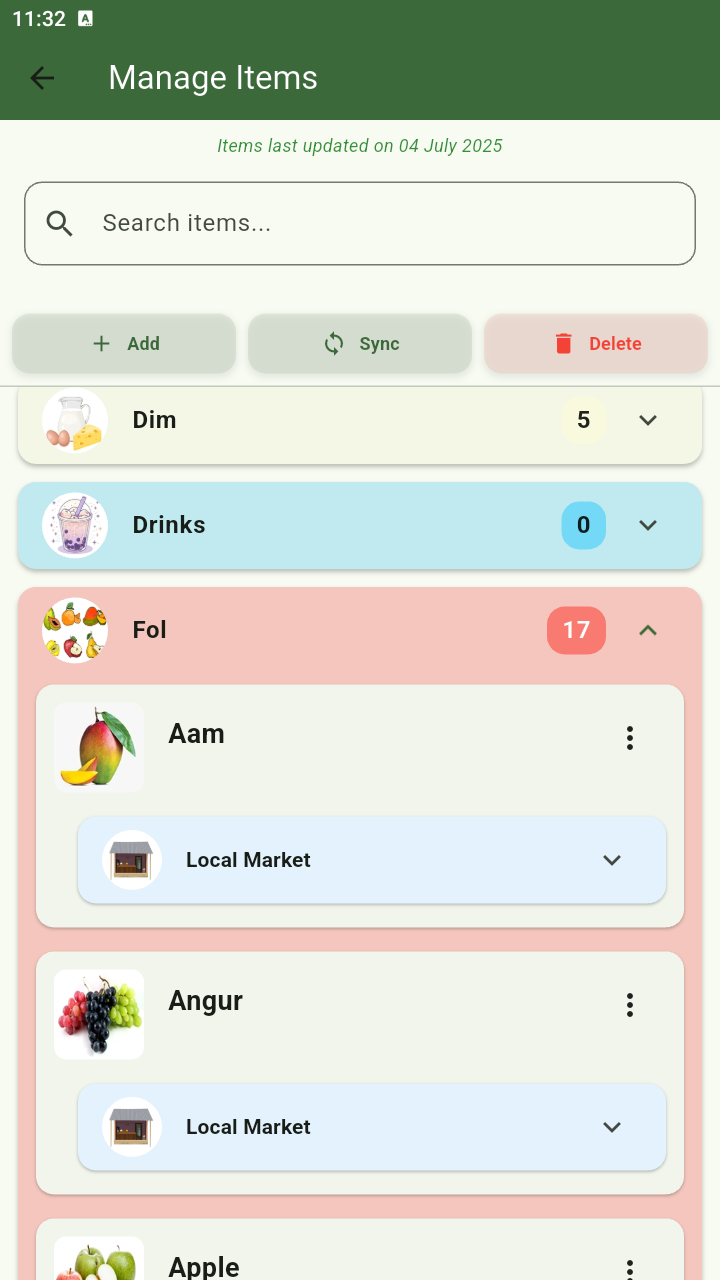 11:32
Manage Items
Items last updated on 04 July 2025
Search items...
Add
Sync
Delete
Dim
5
Drinks
0
Fol
17
Aam
Local Market
Angur
Local Market
Apple